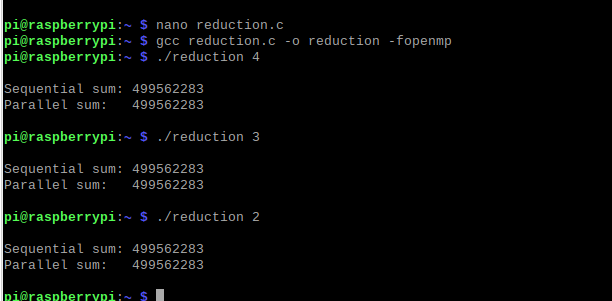 pi@raspberrypi:~ $ nano reduction.c
pi@raspberrypi:~ $ gcc reduction.c -o reduction -fopenmp
pi@raspberrypi:~ $ ./reduction 4
Sequential sum: 499562283
Parallel sum:   499562283
pi@raspberrypi:~ $ ./reduction 3
Sequential sum: 499562283
Parallel sum:   499562283
pi@raspberrypi:~ $ ./reduction 2
Sequential sum: 499562283
Parallel sum:   499562283
pi@raspberrypi:~ $